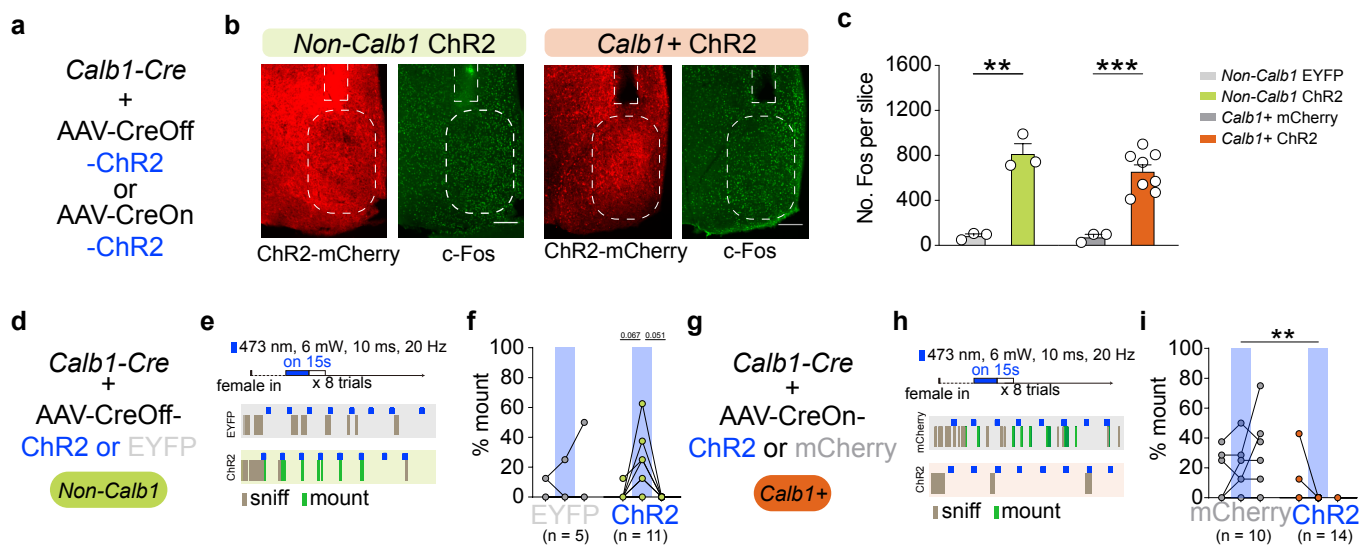 a
Calb1-Cre
+
AAV-CreOff
-ChR2
or
AAV-CreOn
-ChR2
b
Non-Calb1 ChR2
Calb1+ ChR2
ChR2-mCherry
c-Fos
ChR2-mCherry
c-Fos
c
No. Fos per slice
1600
1200
800
400
0
**
***
Non-Calb1 EYFP
Non-Calb1 ChR2
Calb1+ mCherry
Calb1+ ChR2
d
Calb1-Cre
+
AAV-CreOff-
ChR2 or EYFP
Non-Calb1
e
473 nm, 6 mW, 10 ms, 20 Hz
on 15s
female in
x 8 trials
EYFP
ChR2
sniff
mount
f
% mount
100
80
60
40
20
0
0.067
0.051
EYFP
ChR2
(n = 5)
(n = 11)
g
Calb1-Cre
+
AAV-CreOn-
ChR2 or mCherry
Calb1+
h
473 nm, 6 mW, 10 ms, 20 Hz
on 15s
female in
x 8 trials
mCherry
ChR2
sniff
mount
i
% mount
100
80
60
40
20
0
**
mCherry
ChR2
(n = 10)
(n = 14)